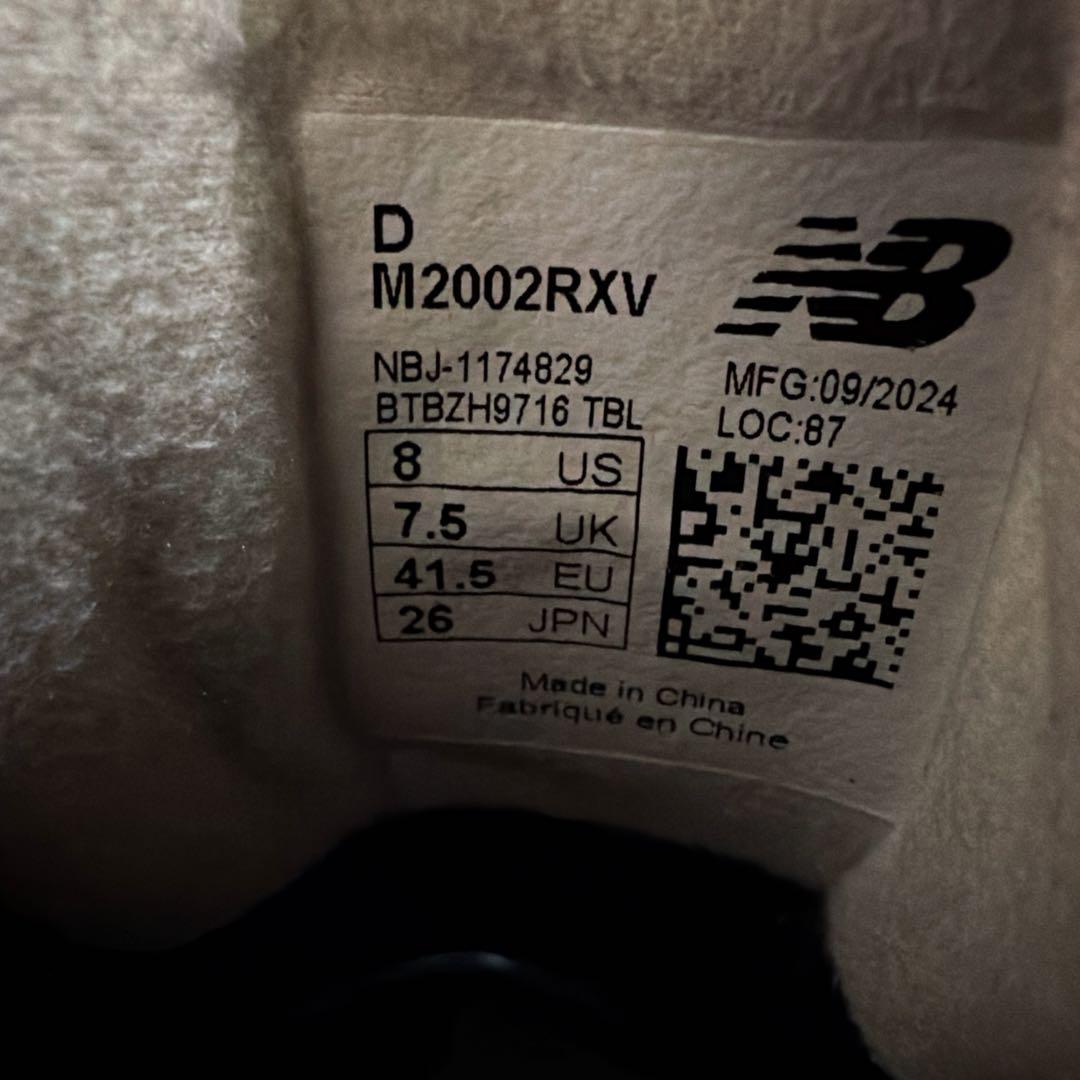 D
M2002RXV
NB
NBJ-1174829
BTBZH9716 TBL
MFG:09/2024
LOC:87
8 US
7.5 UK
41.5 EU
26 JPN
Made in China
Fabriqué en Chine